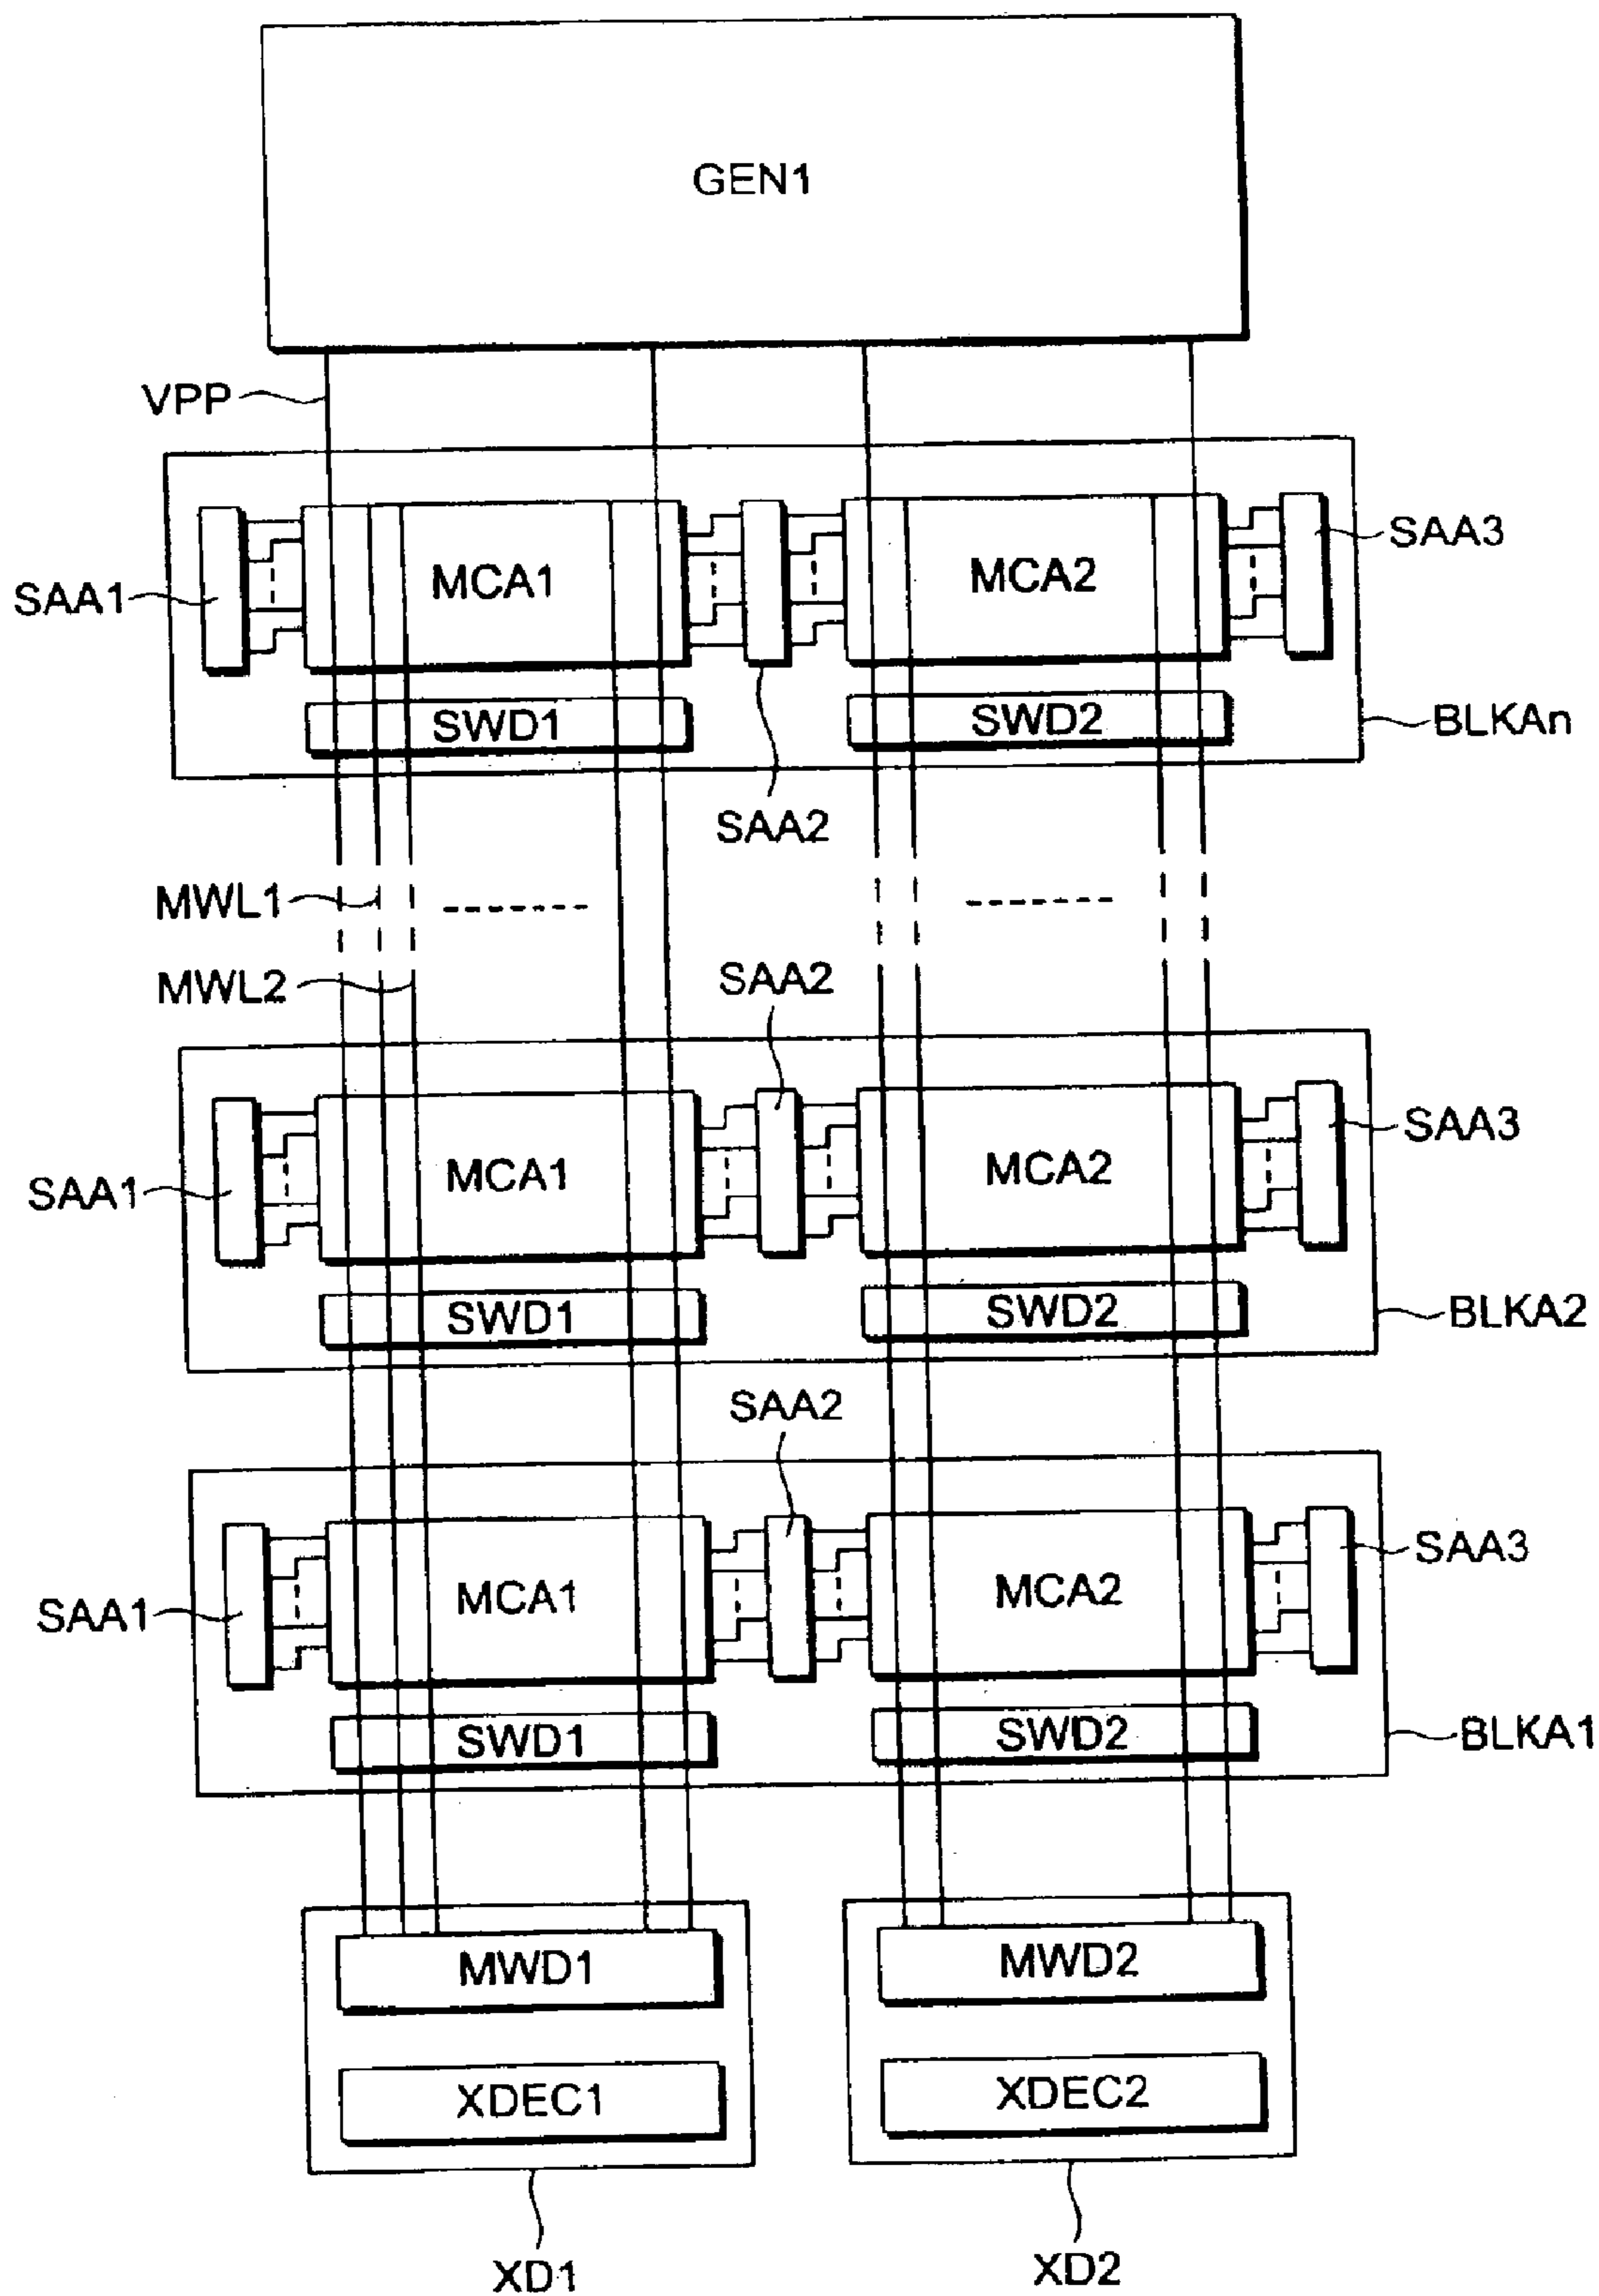 GEN1
VPP
SAA1
MCA1
MCA2
SAA3
SWD1
SWD2
BLKAn
SAA2
MWL1
MWL2
SAA2
SAA1
MCA1
MCA2
SAA3
SWD1
SWD2
BLKA2
SAA2
SAA1
MCA1
MCA2
SAA3
SWD1
SWD2
BLKA1
MWD1
MWD2
XDEC1
XDEC2
XD1
XD2